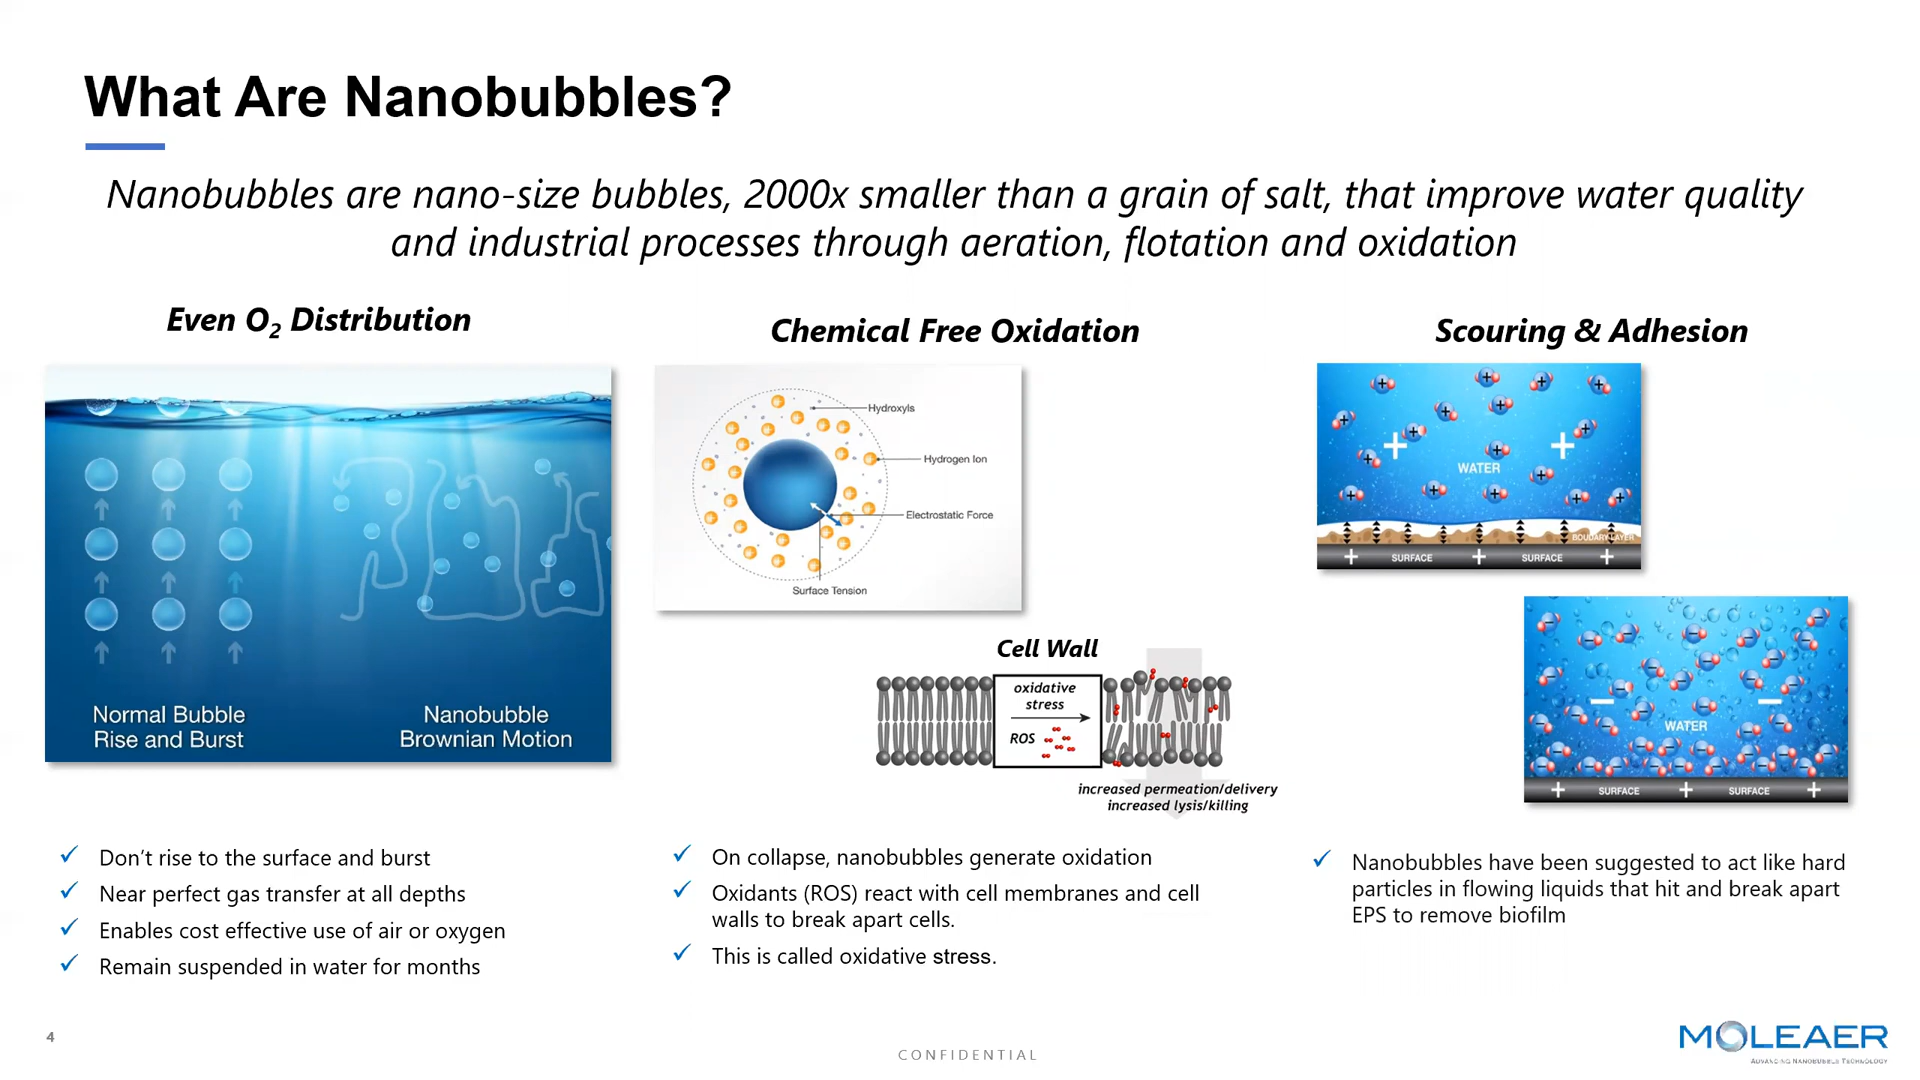 What Are Nanobubbles?
Nanobubbles are nano-size bubbles, 2000x smaller than a grain of salt, that improve water quality
and industrial processes through aeration, flotation and oxidation
Even O₂ Distribution
Normal Bubble
Rise and Burst
Nanobubble
Brownian Motion
Don't rise to the surface and burst
Near perfect gas transfer at all depths
Enables cost effective use of air or oxygen
Remain suspended in water for months
Chemical Free Oxidation
Hydroxyls
Hydrogen Ion
Electrostatic Force
Surface Tension
Cell Wall
oxidative
stress
ROS
increased permeation/delivery
increased lysis/killing
On collapse, nanobubbles generate oxidation
Oxidants (ROS) react with cell membranes and cell
walls to break apart cells.
This is called oxidative stress.
Scouring & Adhesion
WATER
BOUDARY LAYER
SURFACE SURFACE
WATER
SURFACE SURFACE
Nanobubbles have been suggested to act like hard
particles in flowing liquids that hit and break apart
EPS to remove biofilm
4
CONFIDENTIAL
MOLEAER
ADVANCING NANOBUBBLE TECHNOLOGY